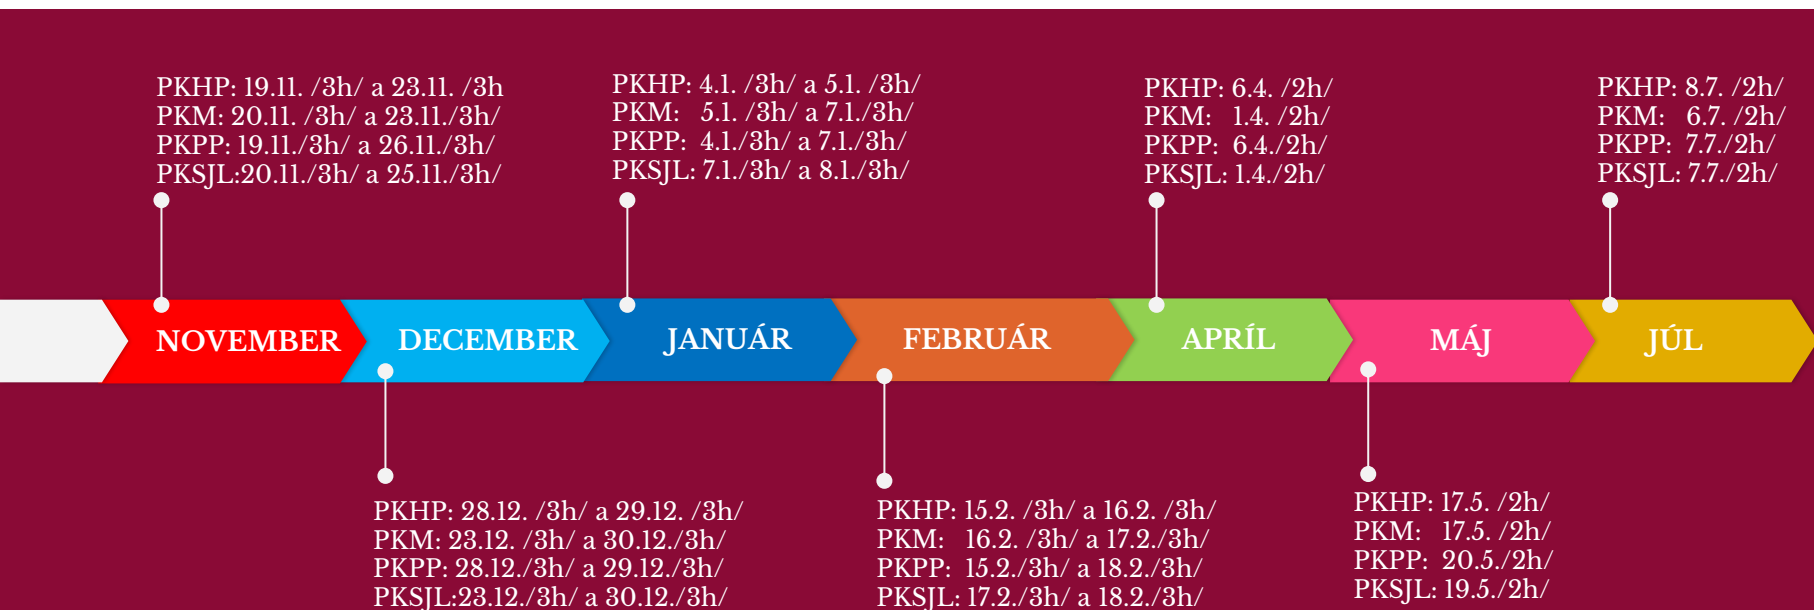 PKHP: 19.11. /3h/ a 23.11. /3h
PKM: 20.11. /3h/ a 23.11./3h/
PKPP: 19.11./3h/ a 26.11./3h/
PKSJL:20.11./3h/ a 25.11./3h/
PKHP: 4.1. /3h/ a 5.1. /3h/
PKM: 5.1. /3h/ a 7.1./3h/
PKPP: 4.1./3h/ a 7.1./3h/
PKSJL: 7.1./3h/ a 8.1./3h/
PKHP: 6.4. /2h/
PKM: 1.4. /2h/
PKPP: 6.4./2h/
PKSJL: 1.4./2h/
PKHP: 8.7. /2h/
PKM: 6.7. /2h/
PKPP: 7.7./2h/
PKSJL: 7.7./2h/
NOVEMBER
DECEMBER
JANUÁR
FEBRUÁR
APRÍL
MÁJ
JÚL
PKHP: 28.12. /3h/ a 29.12. /3h/
PKM: 23.12. /3h/ a 30.12./3h/
PKPP: 28.12./3h/ a 29.12./3h/
PKSJL:23.12./3h/ a 30.12./3h/
PKHP: 15.2. /3h/ a 16.2. /3h/
PKM: 16.2. /3h/ a 17.2./3h/
PKPP: 15.2./3h/ a 18.2./3h/
PKSJL: 17.2./3h/ a 18.2./3h/
PKHP: 17.5. /2h/
PKM: 17.5. /2h/
PKPP: 20.5./2h/
PKSJL: 19.5./2h/